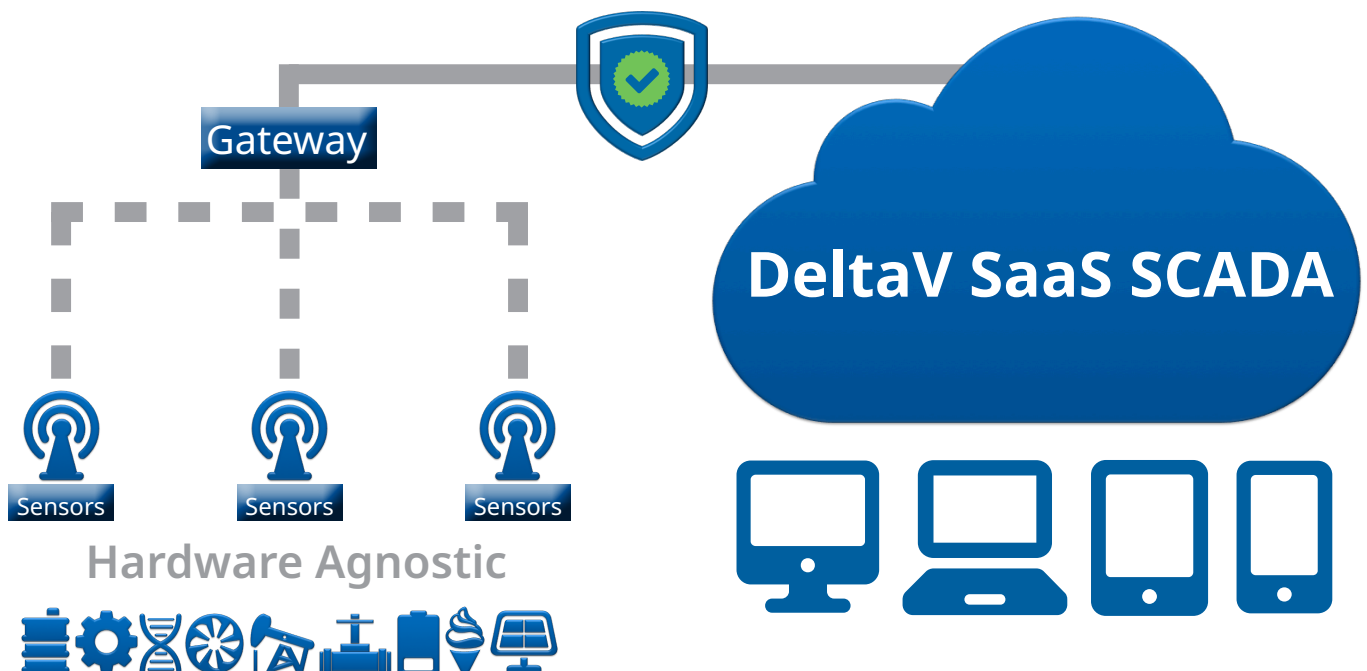 Gateway
DeltaV SaaS SCADA
Sensors
Sensors
Sensors
Hardware Agnostic